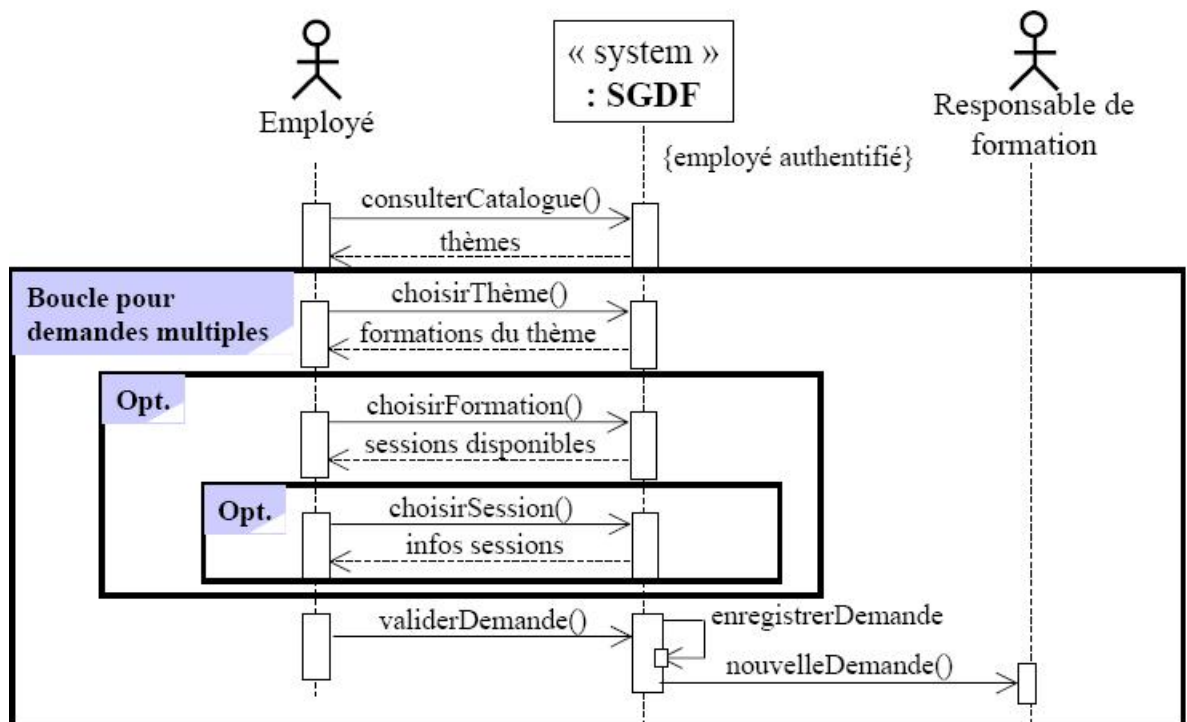 « system »
: SGDF
Employé
Responsable de
formation
{employé authentifié}
consulterCatalogue()
thèmes
Boucle pour
demandes multiples
choisirThème()
formations du thème
Opt.
choisirFormation()
sessions disponibles
Opt.
choisirSession()
infos sessions
validerDemande()
enregistrerDemande
nouvelleDemande()